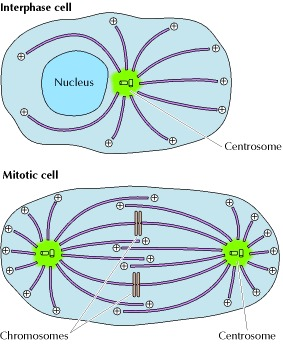 Interphase cell
Nucleus
Centrosome
Mitotic cell
Chromosomes
Centrosome